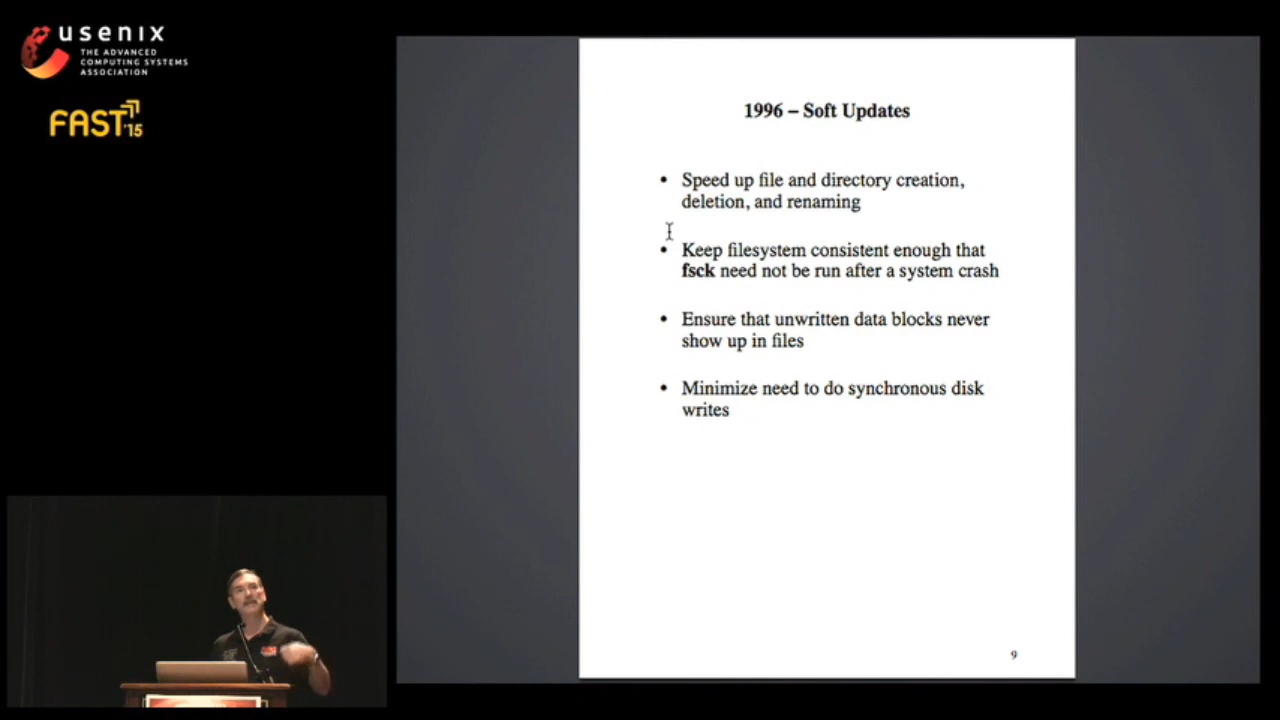 usenix
THE ADVANCED
COMPUTING SYSTEMS
ASSOCIATION
FAST '15
1996 – Soft Updates
• Speed up file and directory creation,
deletion, and renaming
• Keep filesystem consistent enough that
fsck need not be run after a system crash
• Ensure that unwritten data blocks never
show up in files
• Minimize need to do synchronous disk
writes
9